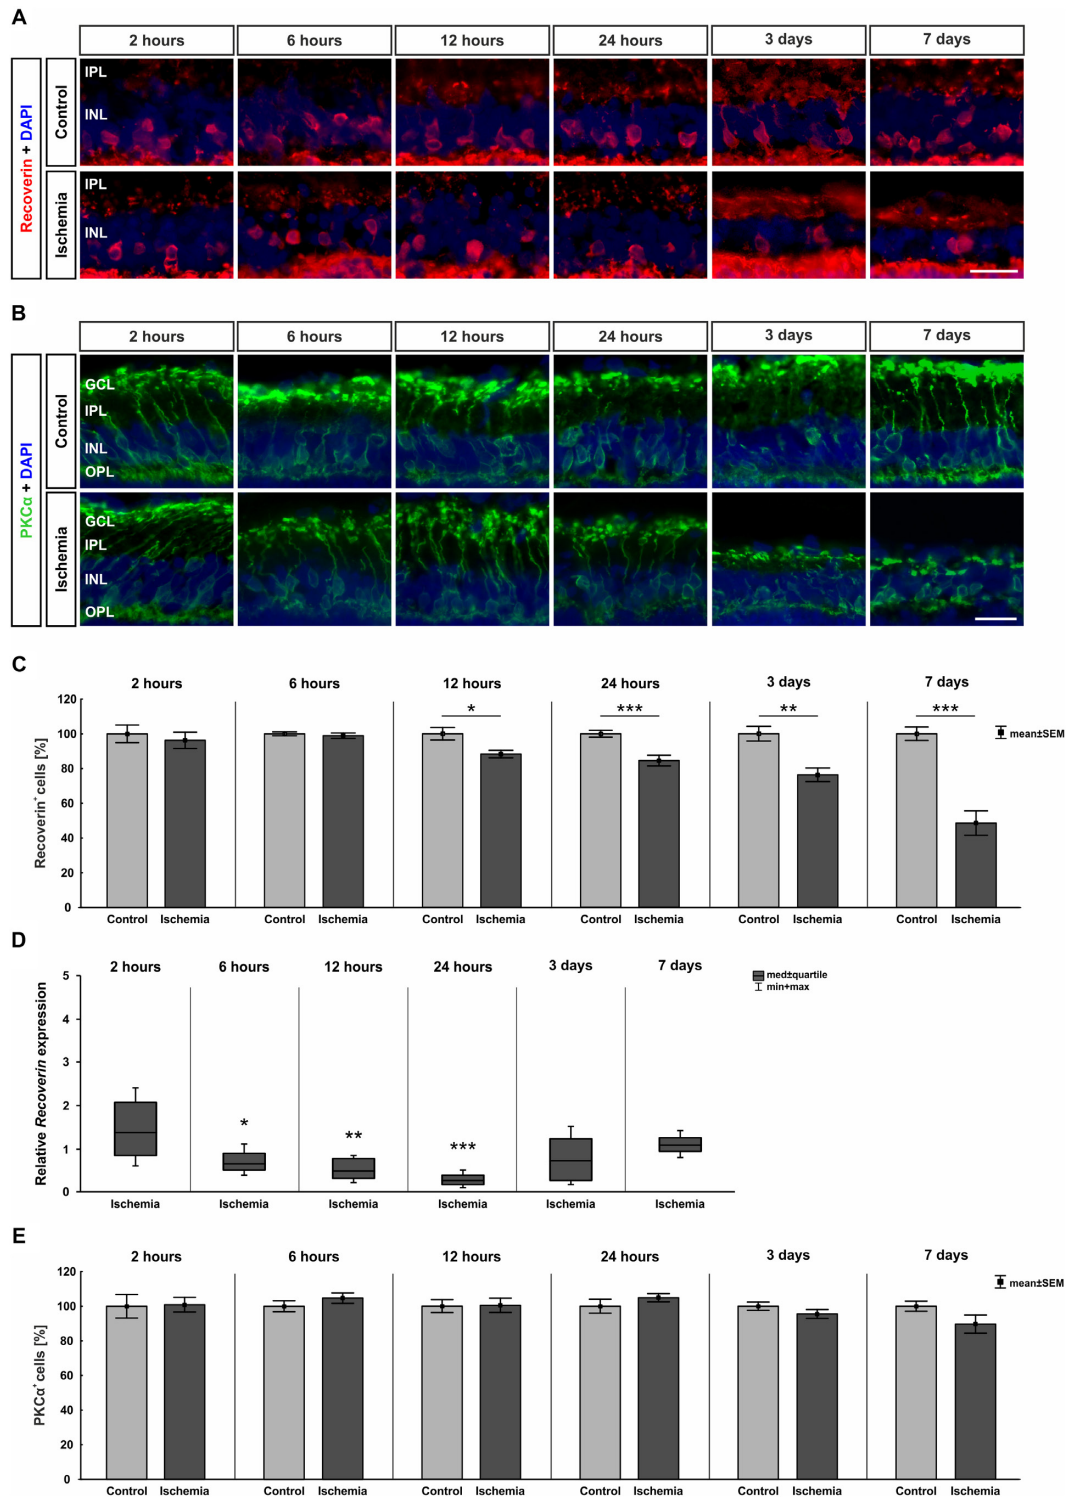 A
2 hours 6 hours 12 hours 24 hours 3 days 7 days
Recoverin + DAPI
Control
IPL
INL
Ischemia
IPL
INL
B
2 hours 6 hours 12 hours 24 hours 3 days 7 days
PKCα + DAPI
Control
GCL
IPL
INL
OPL
Ischemia
GCL
IPL
INL
OPL
C
2 hours 6 hours 12 hours 24 hours 3 days 7 days
* *** ** ***
mean±SEM
Recoverin⁺ cells [%]
120
100
80
60
40
20
0
Control Ischemia Control Ischemia Control Ischemia Control Ischemia Control Ischemia Control Ischemia
D
2 hours 6 hours 12 hours 24 hours 3 days 7 days
med±quartile
min+max
Relative Recoverin expression
5
4
3
2
1
0
* ** ***
Ischemia Ischemia Ischemia Ischemia Ischemia Ischemia
E
2 hours 6 hours 12 hours 24 hours 3 days 7 days
mean±SEM
PKCα⁺ cells [%]
120
100
80
60
40
20
0
Control Ischemia Control Ischemia Control Ischemia Control Ischemia Control Ischemia Control Ischemia